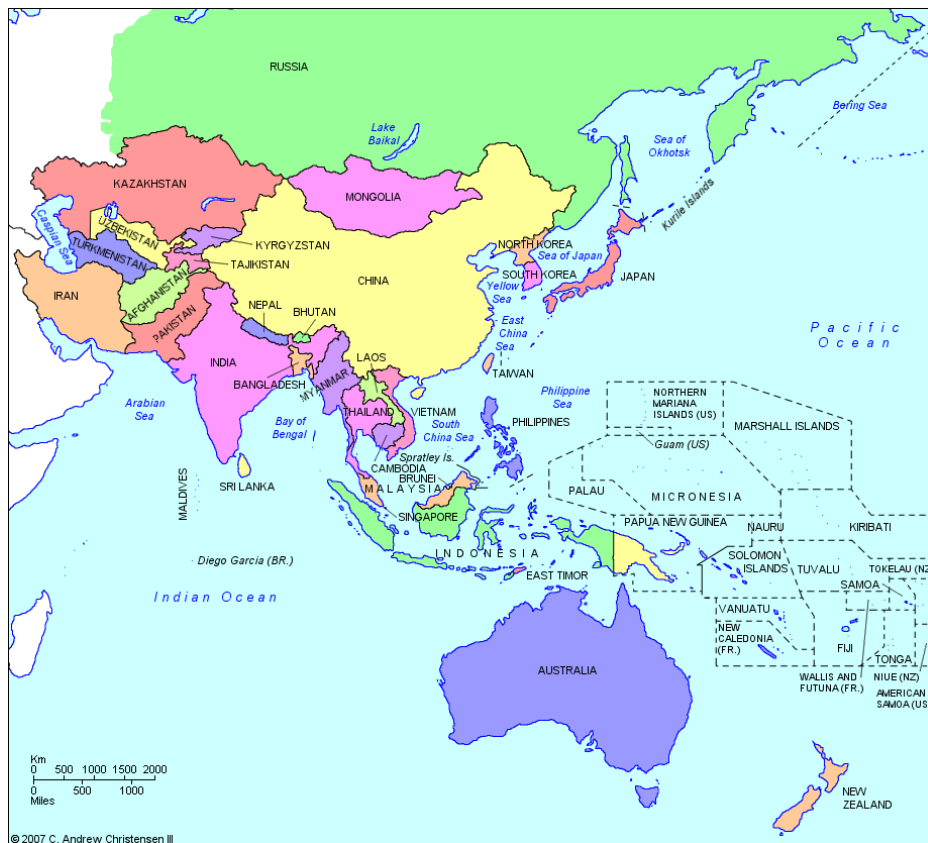 RUSSIA
Bering Sea
Lake
Baikal
Sea of
Okhotsk
KAZAKHSTAN
MONGOLIA
Kurile Islands
Caspian Sea
UZBEKISTAN
TURKMENISTAN
KYRGYZSTAN
TAJIKISTAN
NORTH KOREA
Sea of Japan
SOUTH KOREA
JAPAN
CHINA
Yellow
Sea
IRAN
AFGHANISTAN
PAKISTAN
NEPAL
BHUTAN
East
China
Sea
Pacific
Ocean
INDIA
BANGLADESH
MYANMAR
LAOS
TAIWAN
Arabian
Sea
Bay of
Bengal
THAILAND
VIETNAM
South
China Sea
Philippine
Sea
PHILIPPINES
NORTHERN
MARIANA
ISLANDS (US)
MARSHALL ISLANDS
Guam (US)
Spratley Is.
CAMBODIA
BRUNEI
MALAYSIA
SRI LANKA
MALDIVES
SINGAPORE
PALAU
MICRONESIA
PAPUA NEW GUINEA
NAURU
KIRIBATI
INDONESIA
Diego Garcia (BR.)
EAST TIMOR
SOLOMON
ISLANDS
TUVALU
TOKELAU (NZ
SAMOA
Indian Ocean
VANUATU
NEW
CALEDONIA
(FR.)
FIJI
TONGA
WALLIS AND
FUTUNA (FR.)
NIUE (NZ)
AMERICAN
SAMOA (US
AUSTRALIA
NEW
ZEALAND
Km
0 500 1000 1500 2000
0 500 1000
Miles
© 2007 C. Andrew Christensen III